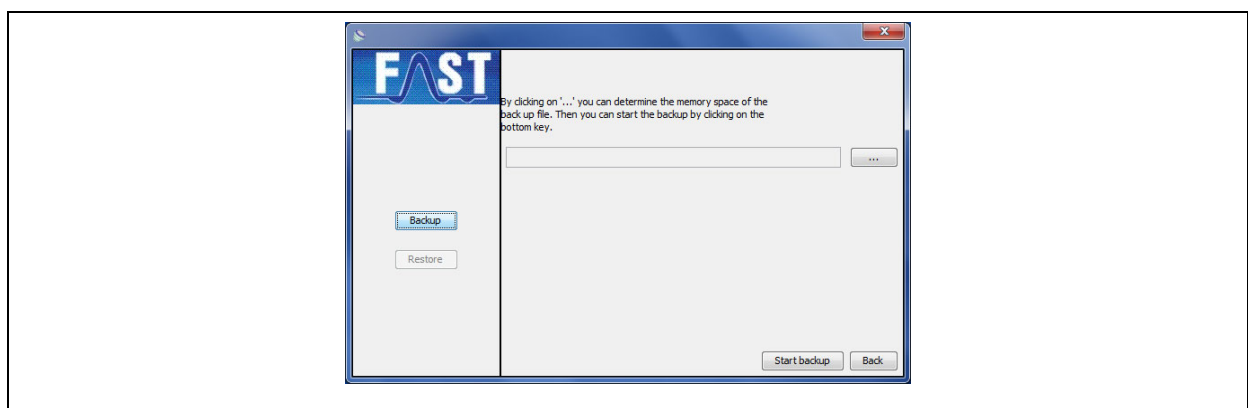 FAST
By clicking on '...' you can determine the memory space of the
back up file. Then you can start the backup by clicking on the
bottom key.
...
Backup
Restore
Start backup Back